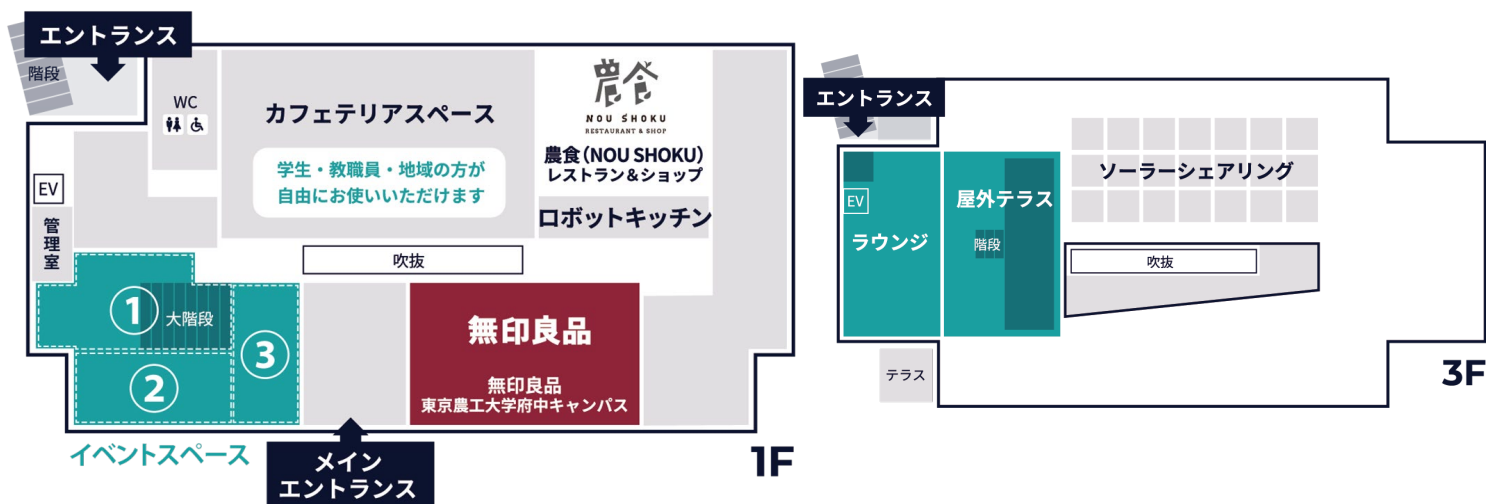 エントランス
階段
WC
EV
管理室
カフェテリアスペース
学生・教職員・地域の方が
自由にお使いいただけます
農食
NOU SHOKU
RESTAURANT & SHOP
農食(NOU SHOKU)
レストラン&ショップ
ロボットキッチン
吹抜
①
大階段
②
③
無印良品
無印良品
東京農工大学府中キャンパス
イベントスペース
メイン
エントランス
1F
エントランス
EV
ラウンジ
屋外テラス
階段
ソーラーシェアリング
吹抜
テラス
3F